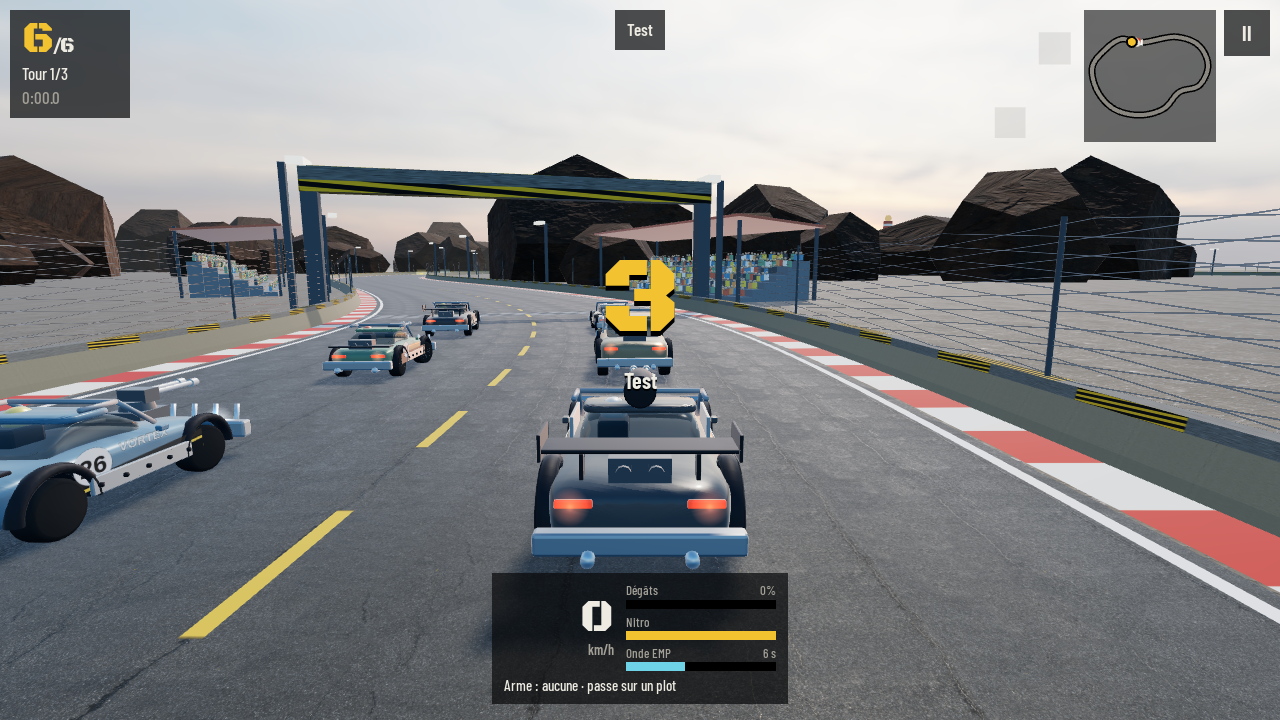 6/6
Tour 1/3
0:00.0
Test
3
Test
26
0
km/h
Dégâts 0%
Nitro
Onde EMP 6 s
Arme : aucune · passe sur un plot